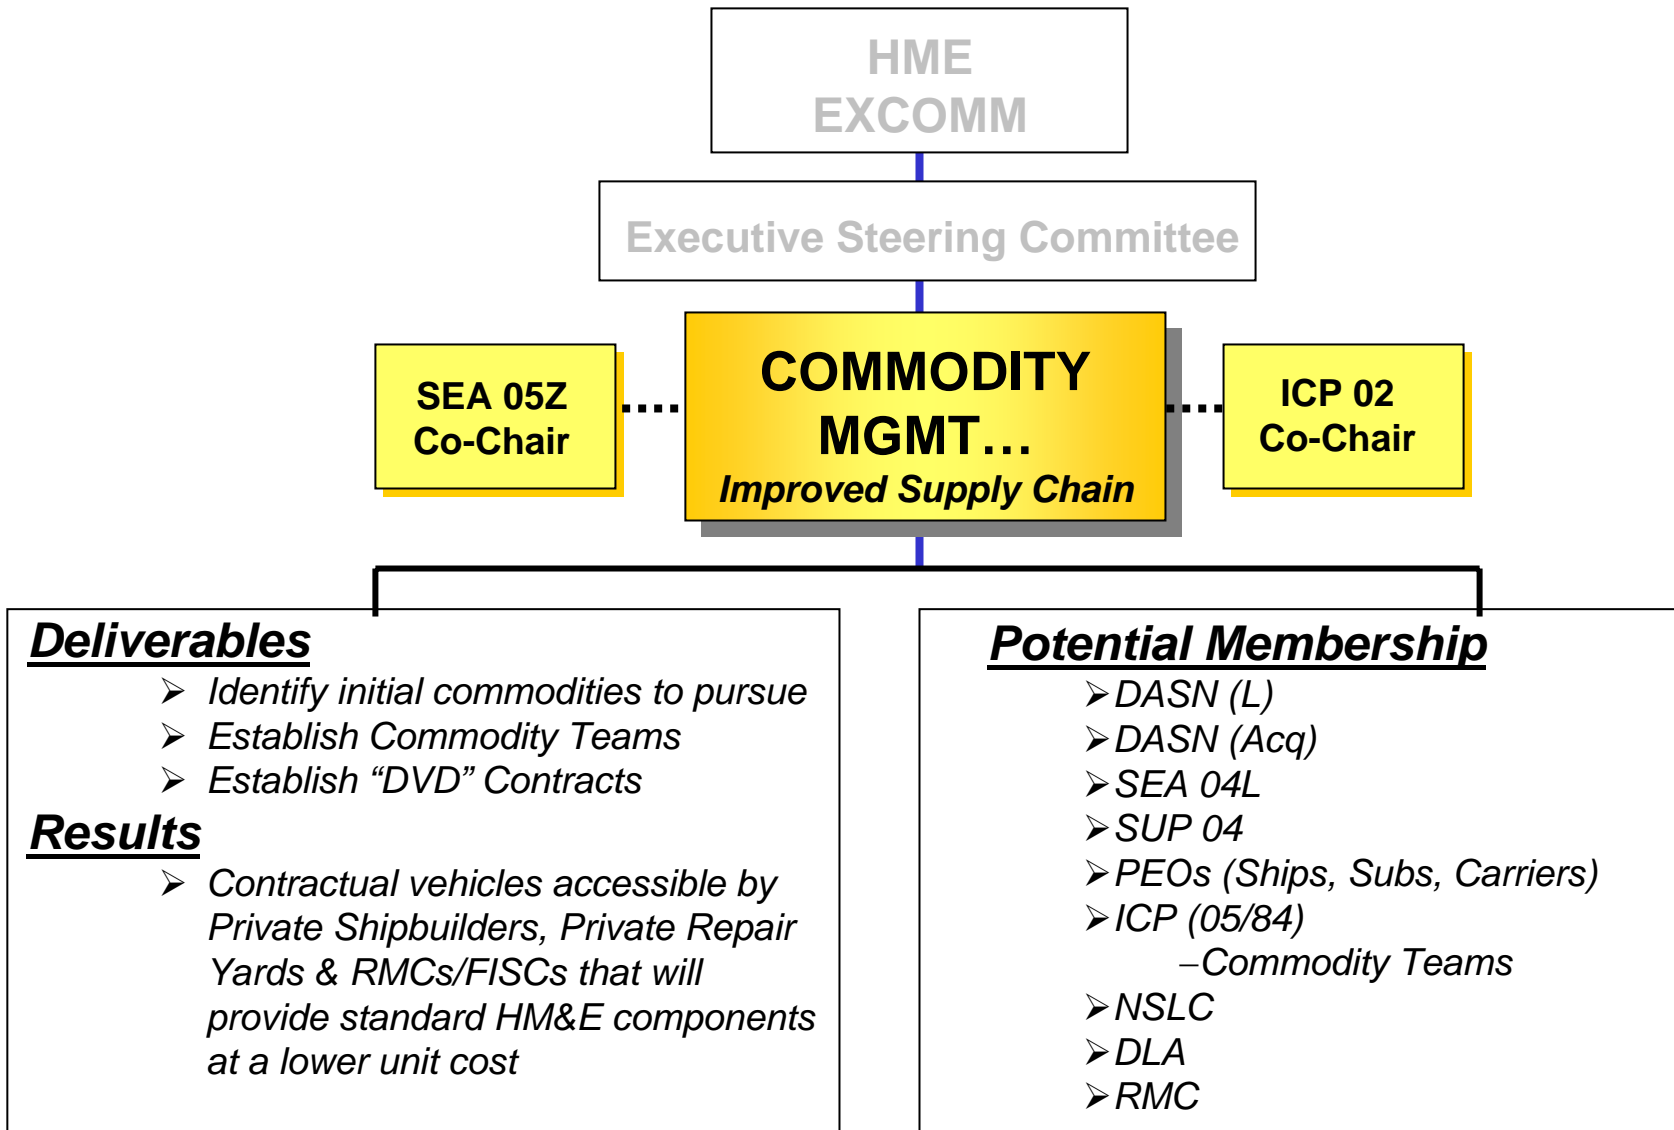 HME
EXCOMM
Executive Steering Committee
SEA 05Z
Co-Chair
COMMODITY
MGMT…
Improved Supply Chain
ICP 02
Co-Chair
Deliverables
➢ Identify initial commodities to pursue
➢ Establish Commodity Teams
➢ Establish “DVD” Contracts
Results
➢ Contractual vehicles accessible by
Private Shipbuilders, Private Repair
Yards & RMCs/FISCs that will
provide standard HM&E components
at a lower unit cost
Potential Membership
➢DASN (L)
➢DASN (Acq)
➢SEA 04L
➢SUP 04
➢PEOs (Ships, Subs, Carriers)
➢ICP (05/84)
–Commodity Teams
➢NSLC
➢DLA
➢RMC